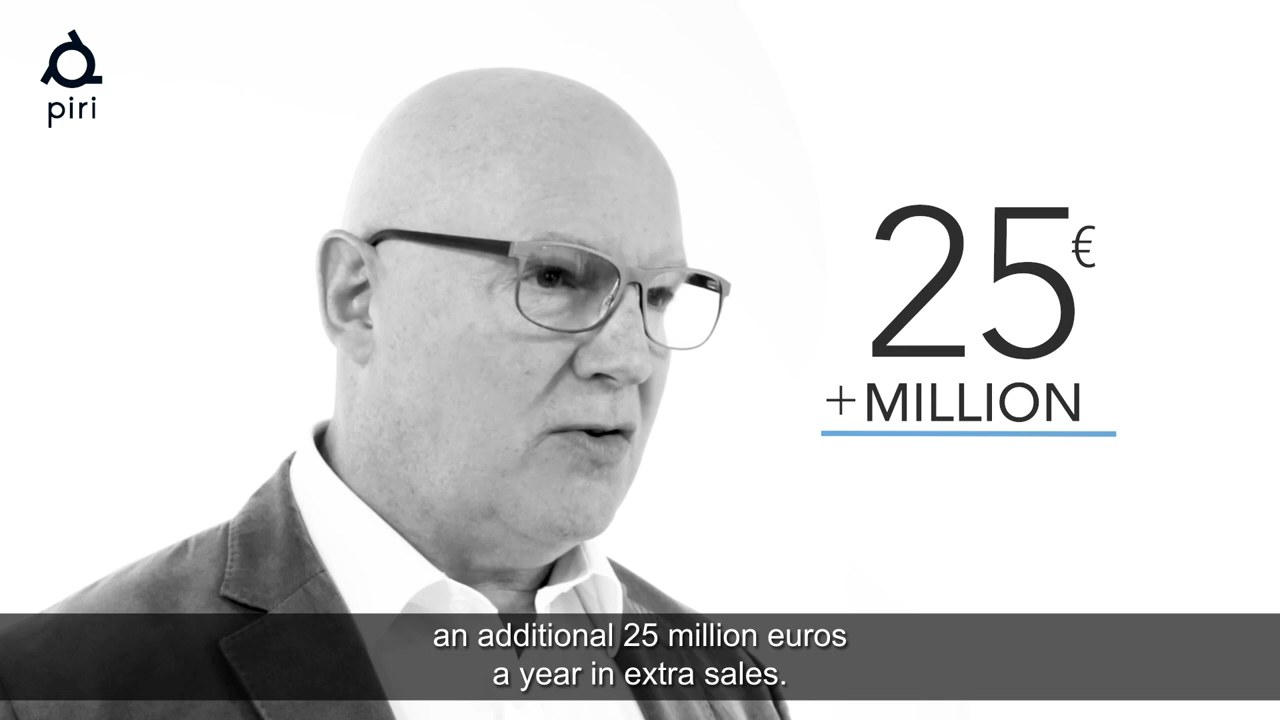 piri
25€
+MILLION
an additional 25 million euros
a year in extra sales.